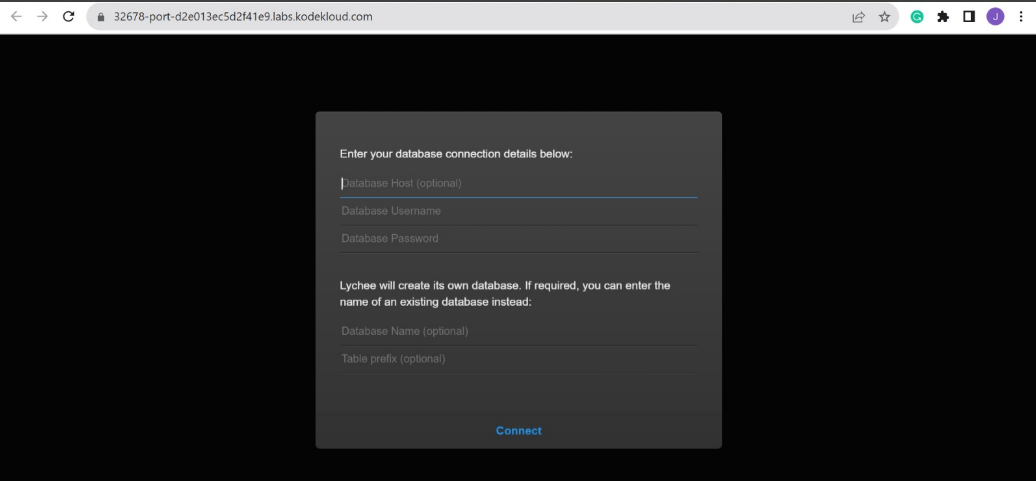 32678-port-d2e013ec5d2f41e9.labs.kodekloud.com
G
J
Enter your database connection details below:
Database Host (optional)
Database Username
Database Password
Lychee will create its own database. If required, you can enter the
name of an existing database instead:
Database Name (optional)
Table prefix (optional)
Connect